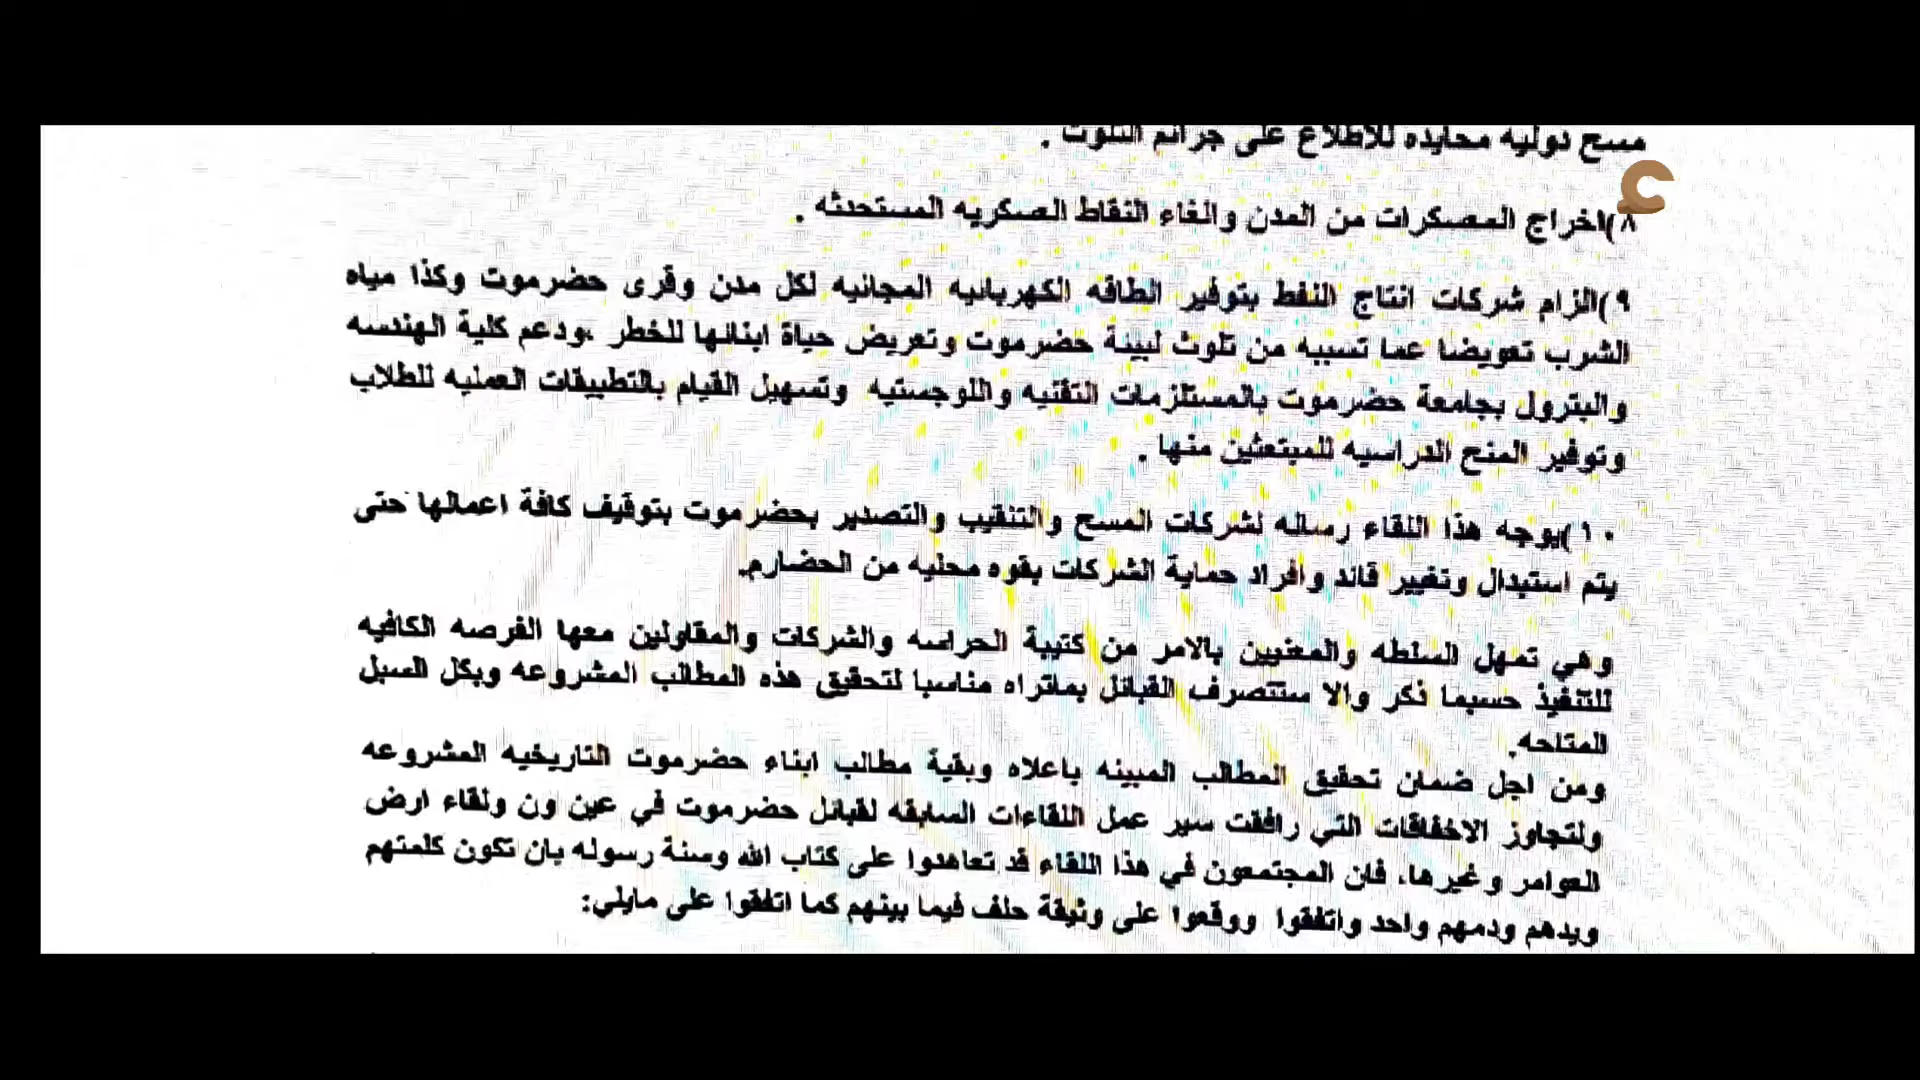 مسح دوليه محايده للاطلاع على جرائم التلوث .
٨)اخراج المعسكرات من المدن والغاء النقاط العسكريه المستحدثه .
٩)الزام شركات انتاج النفط بتوفير الطاقه الكهربائيه المجانيه لكل مدن وقرى حضرموت وكذا مياه
الشرب تعويضا عما تسببه من تلوث لبيئة حضرموت وتعريض حياة ابنائها للخطر ،ودعم كلية الهندسه
والبترول بجامعة حضرموت بالمستلزمات التقنيه واللوجستيه وتسهيل القيام بالتطبيقات العمليه للطلاب
وتوفير المنح الدراسيه للمبتعثين منها .
١٠)يوجه هذا اللقاء رساله لشركات المسح والتنقيب والتصدير بحضرموت بتوقيف كافة اعمالها حتى
يتم استبدال وتغيير قائد وافراد حماية الشركات بقوه محليه من الحضارم.
وهي تمهل السلطه والمعنيين بالامر من كتيبة الحراسه والشركات والمقاولين معها الفرصه الكافيه
للتنفيذ حسبما ذكر والا ستتصرف القبائل بماتراه مناسبا لتحقيق هذه المطالب المشروعه وبكل السبل
المتاحه.
ومن اجل ضمان تحقيق المطالب المبينه باعلاه وبقية مطالب ابناء حضرموت التاريخيه المشروعه
ولتجاوز الاخفاقات التي رافقت سير عمل اللقاءات السابقه لقبائل حضرموت في عين ون ولقاء ارض
العوامر وغيرها، فان المجتمعون في هذا اللقاء قد تعاهدوا على كتاب الله وسنة رسوله بان تكون كلمتهم
ويدهم ودمهم واحد واتفقوا ووقعوا على وثيقة حلف فيما بينهم كما اتفقوا على مايلي: